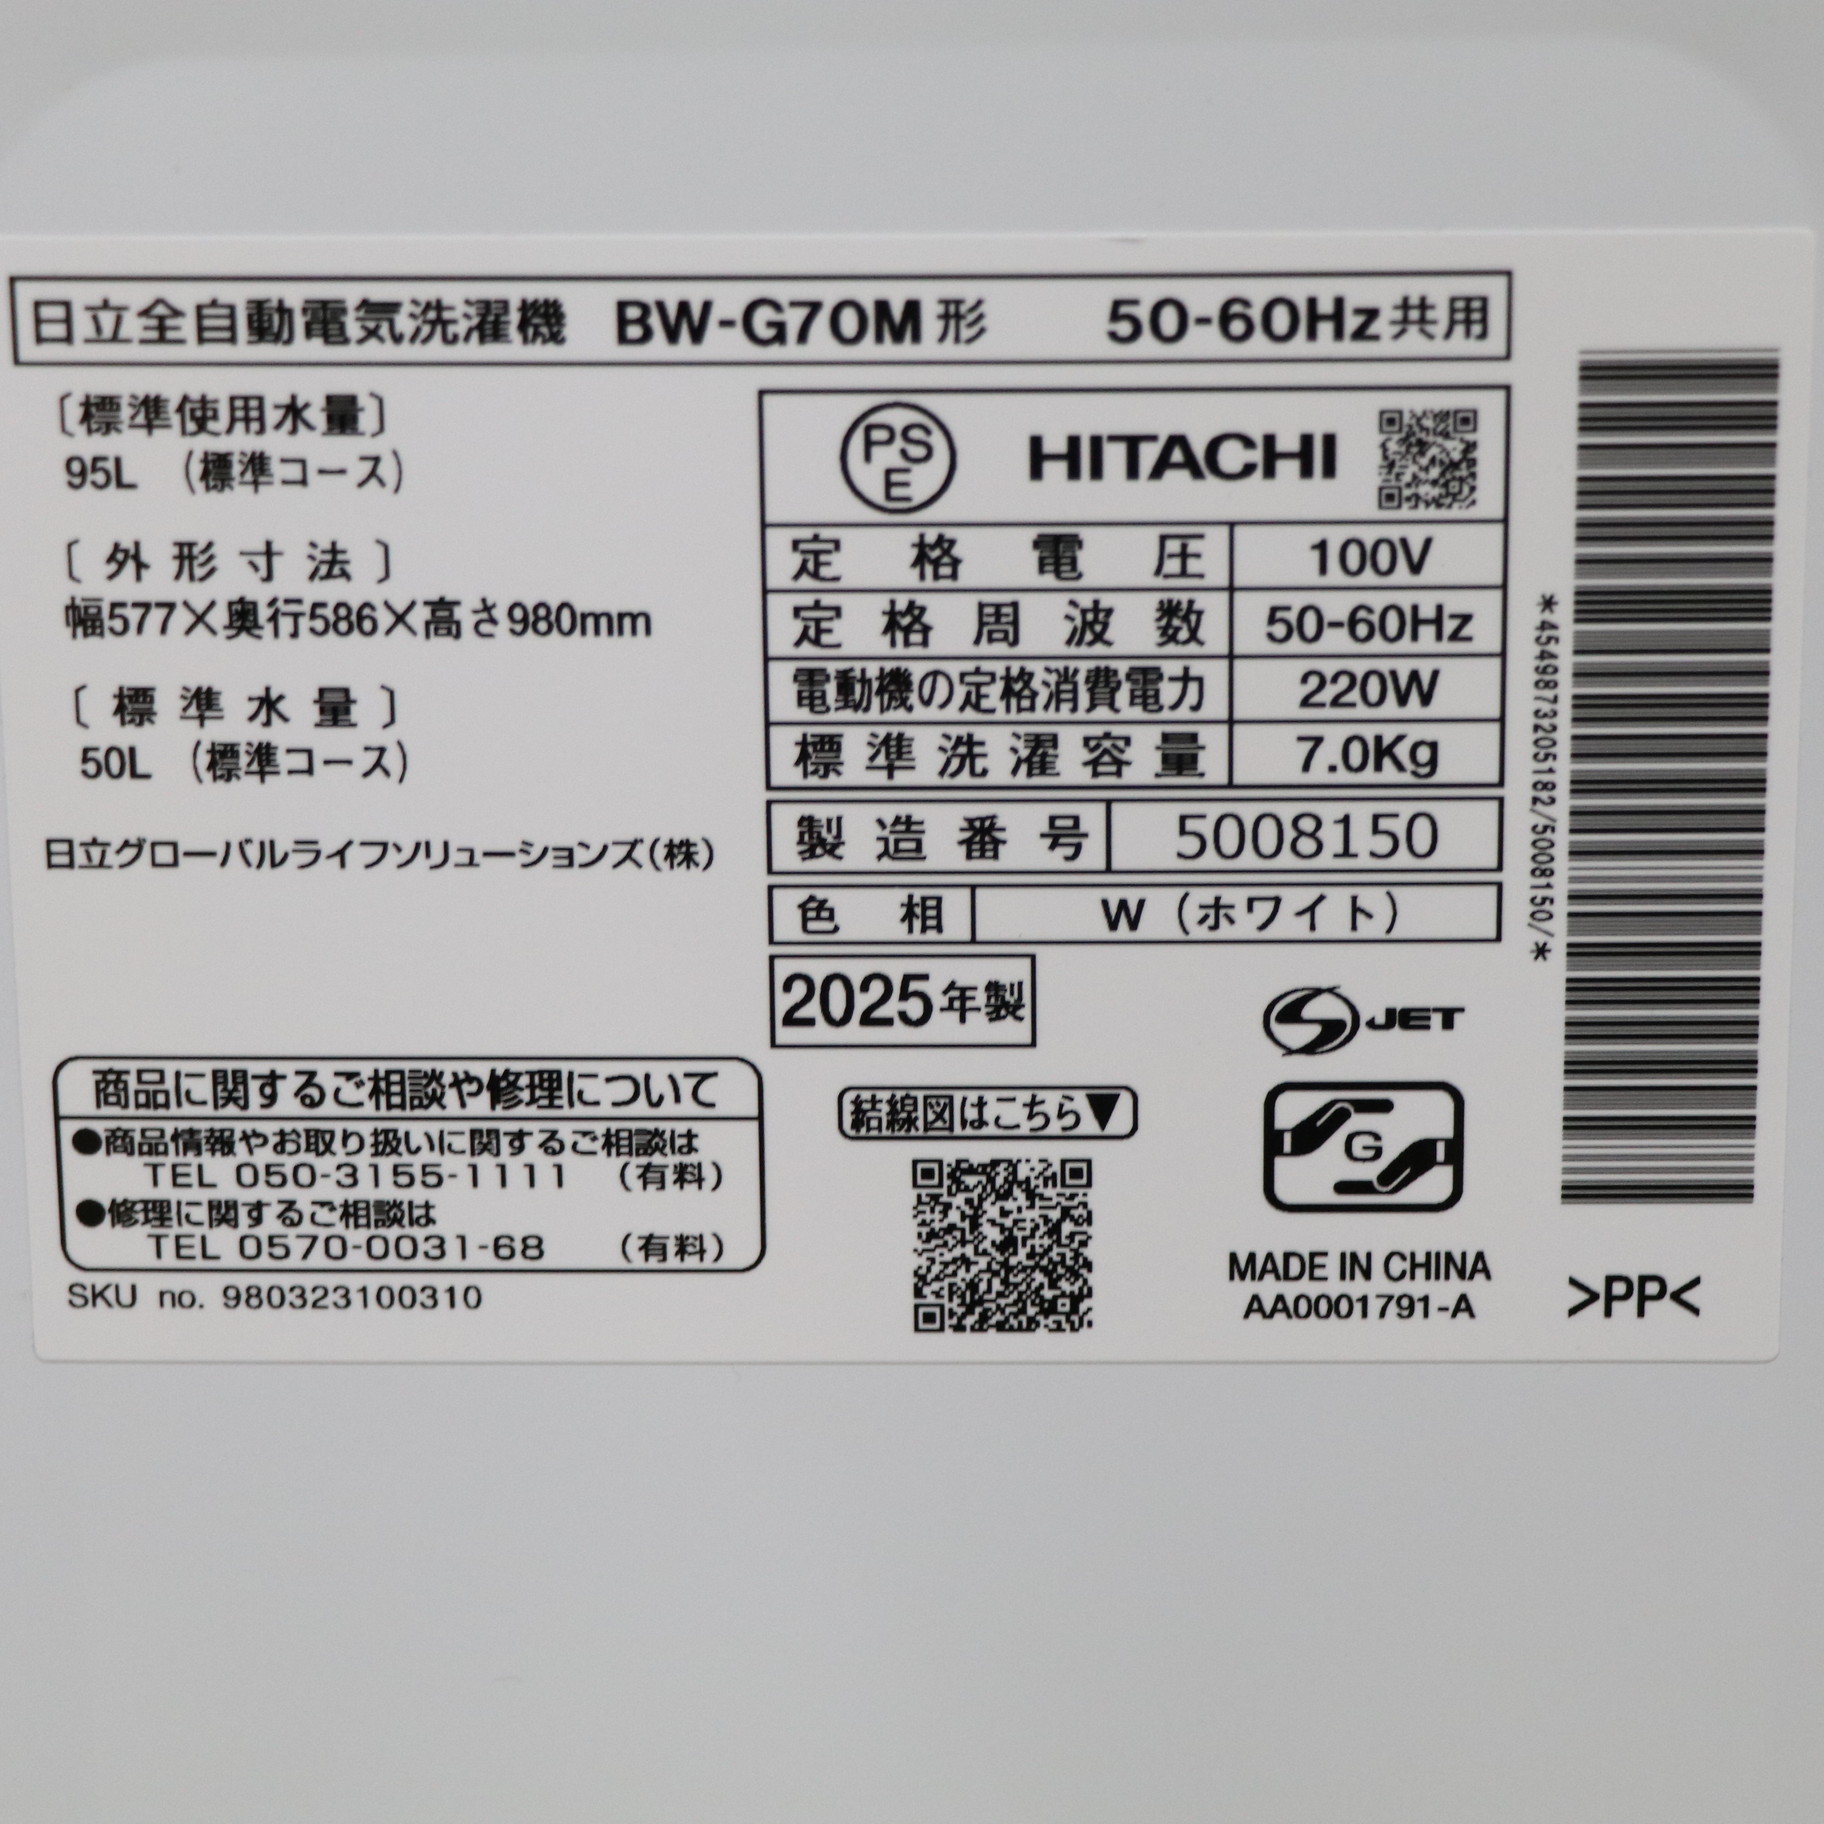 日立全自動電気洗濯機 BW-G70M形 50-60Hz共用
〔標準使用水量〕
95L (標準コース)
〔外形寸法〕
幅577×奥行586×高さ980mm
〔標準水量〕
50L (標準コース)
日立グローバルライフソリューションズ(株)
PSE HITACHI
定格電圧 100V
定格周波数 50-60Hz
電動機の定格消費電力 220W
標準洗濯容量 7.0Kg
製造番号 5008150
色相 W (ホワイト)
2025年製
JET
商品に関するご相談や修理について
●商品情報やお取り扱いに関するご相談は
TEL 050-3155-1111 (有料)
●修理に関するご相談は
TEL 0570-0031-68 (有料)
SKU no. 980323100310
結線図はこちら▼
G
MADE IN CHINA
AA0001791-A
>PP<
*4549873205182/5008150/*